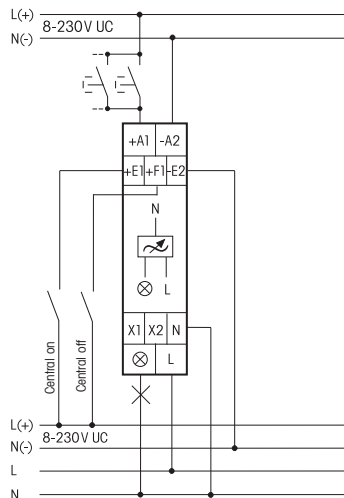 L(+)
8-230V UC
N(-)
+A1 -A2
+E1 +F1 -E2
N
L
X1 X2 N
L
Central on
Central off
L(+)
8-230V UC
N(-)
L
N